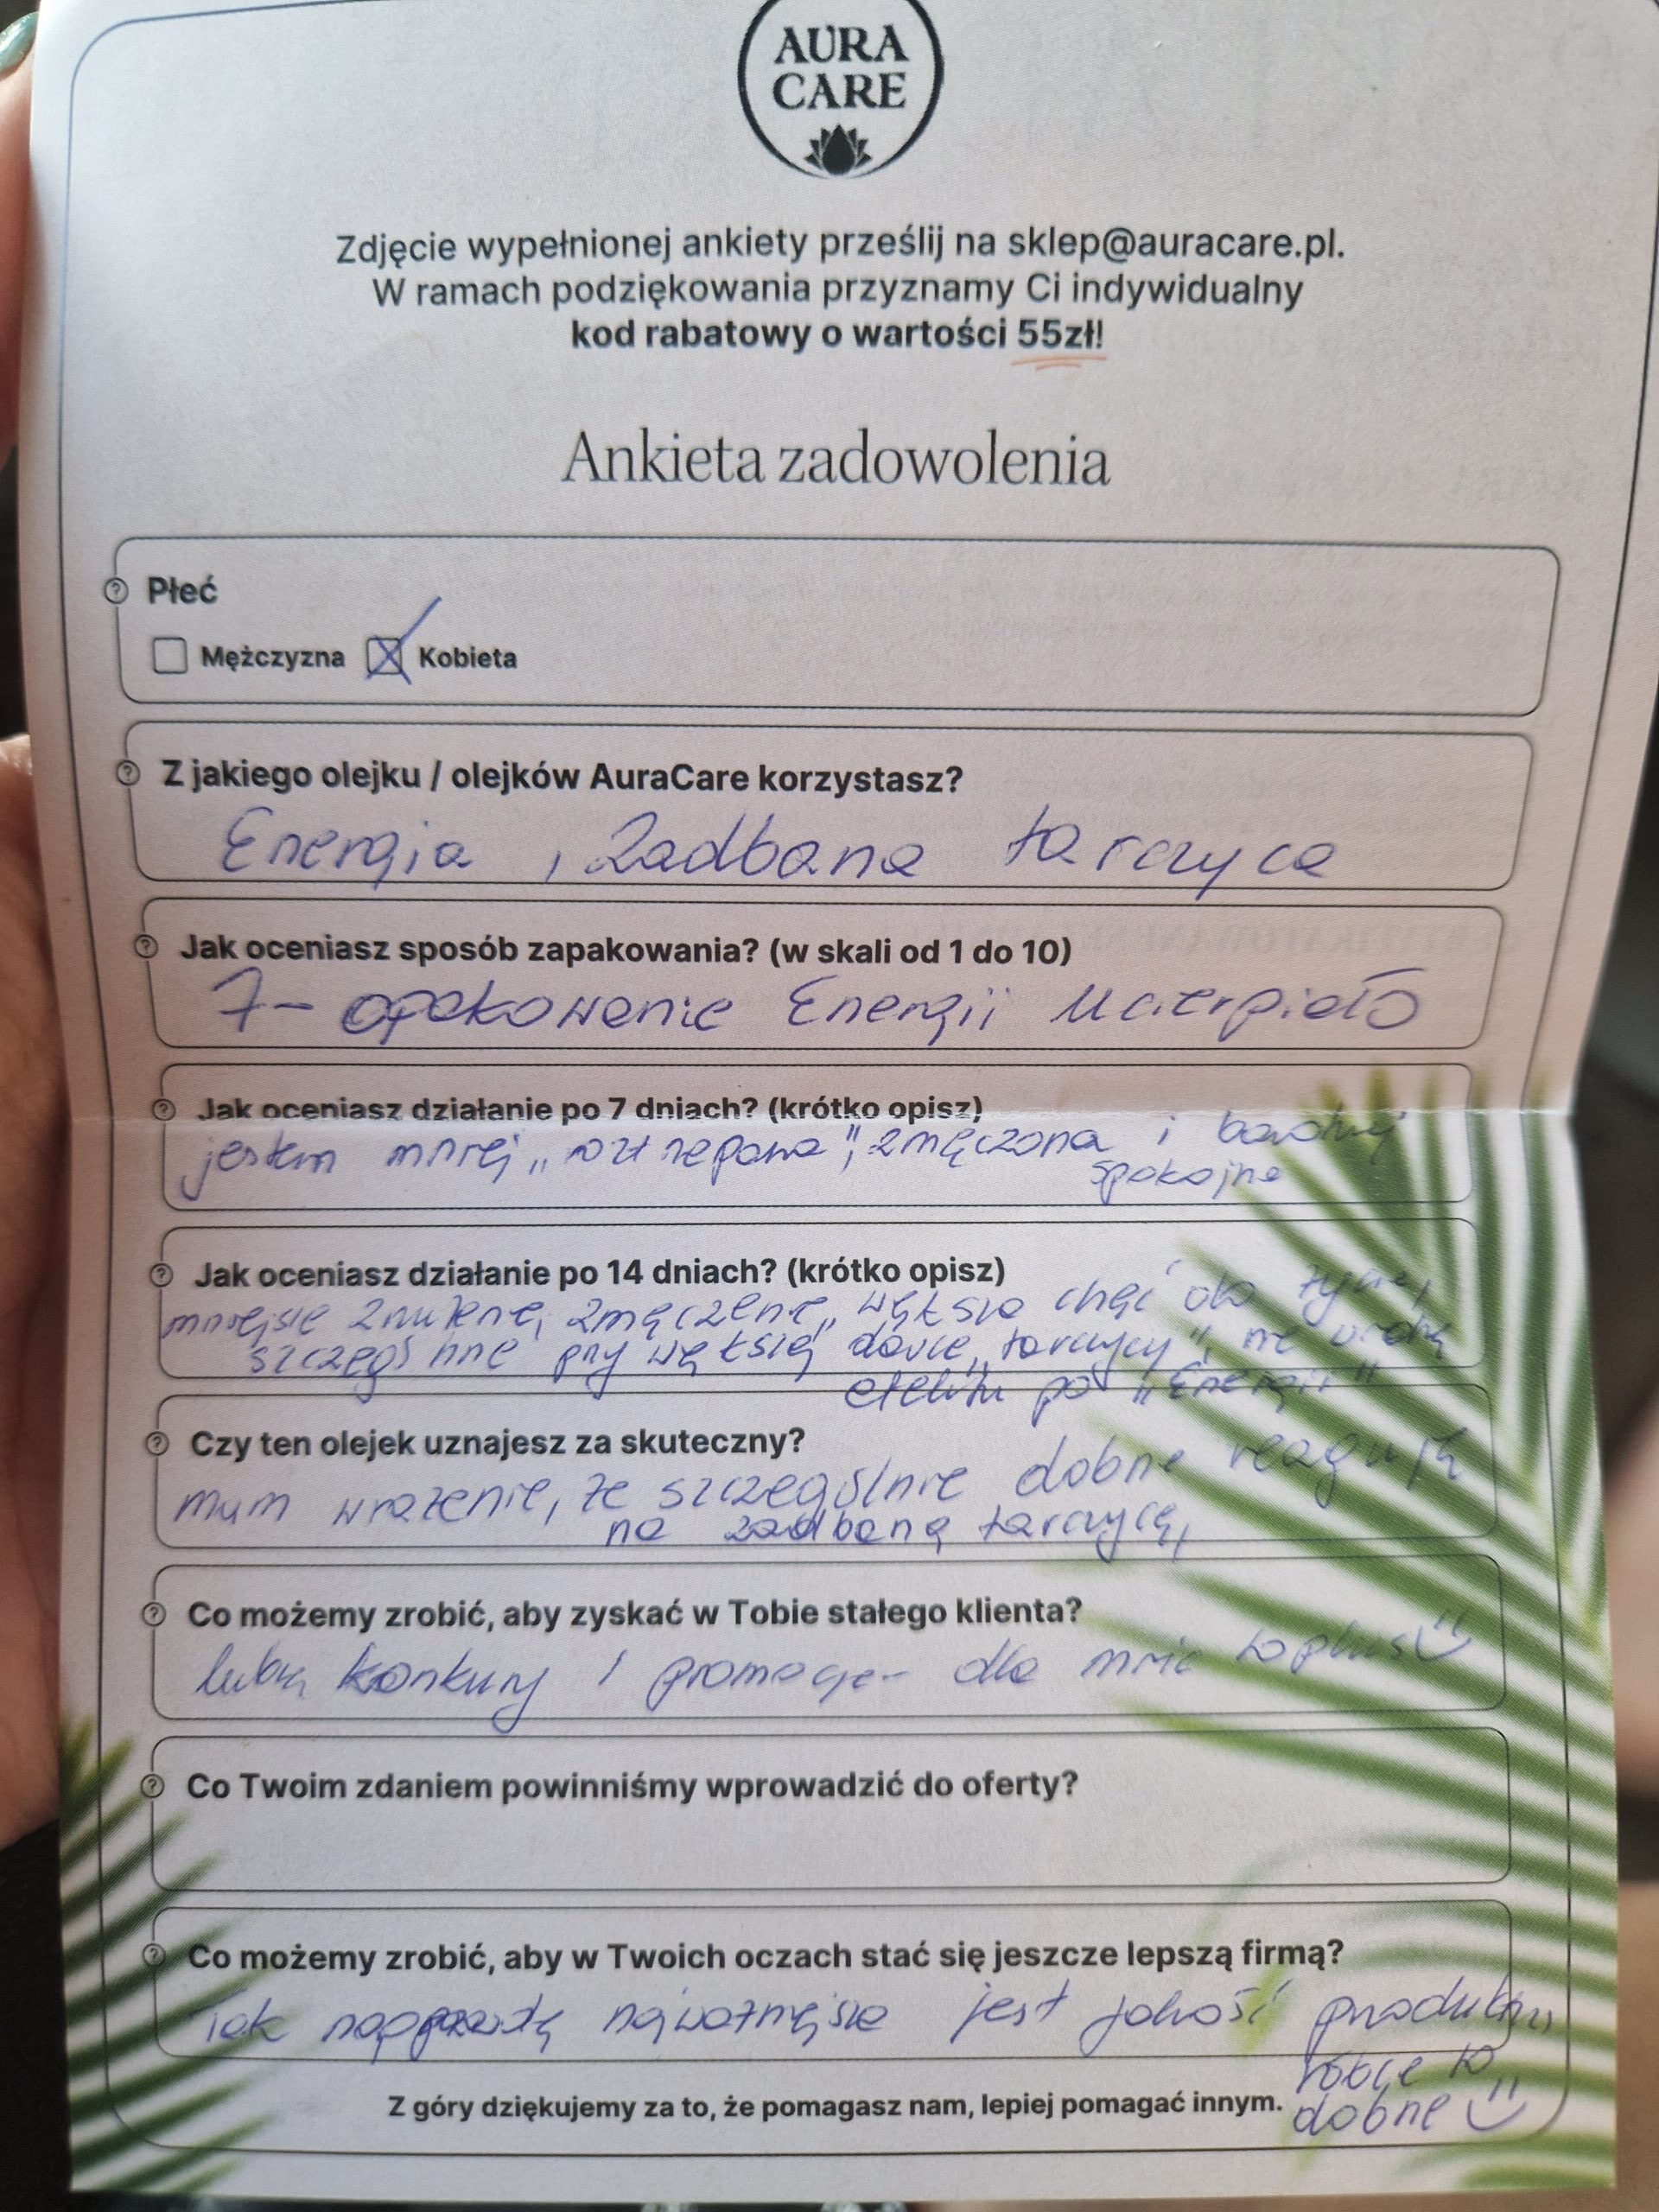 AURA
CARE
Zdjęcie wypełnionej ankiety prześlij na sklep@auracare.pl.
W ramach podziękowania przyznamy Ci indywidualny
kod rabatowy o wartości 55zł!
Ankieta zadowolenia
Płeć
Mężczyzna Kobieta
Z jakiego olejku / olejków AuraCare korzystasz?
Energia, Zadbana tarczyca
Jak oceniasz sposób zapakowania? (w skali od 1 do 10)
7- opakowanie Energii ucierpiało
Jak oceniasz działanie po 7 dniach? (krótko opisz)
jestem mniej „roztrzepana”, zmęczona i bardziej
spokojna
Jak oceniasz działanie po 14 dniach? (krótko opisz)
mniejsze znużenie, zmęczenie, większa chęć do życia,
szczególnie przy większej dawce „tarczycy”, nie widzę
efektu po „Energii”
Czy ten olejek uznajesz za skuteczny?
mam wrażenie, że szczególnie dobrze reaguję
na zadbaną tarczycę,
Co możemy zrobić, aby zyskać w Tobie stałego klienta?
lubię konkursy i promocje- dla mnie to plus
Co Twoim zdaniem powinniśmy wprowadzić do oferty?
Co możemy zrobić, aby w Twoich oczach stać się jeszcze lepszą firmą?
Tak naprawdę najważniejsza jest jakość produktu,
róbcie to
dobrze
Z góry dziękujemy za to, że pomagasz nam, lepiej pomagać innym.